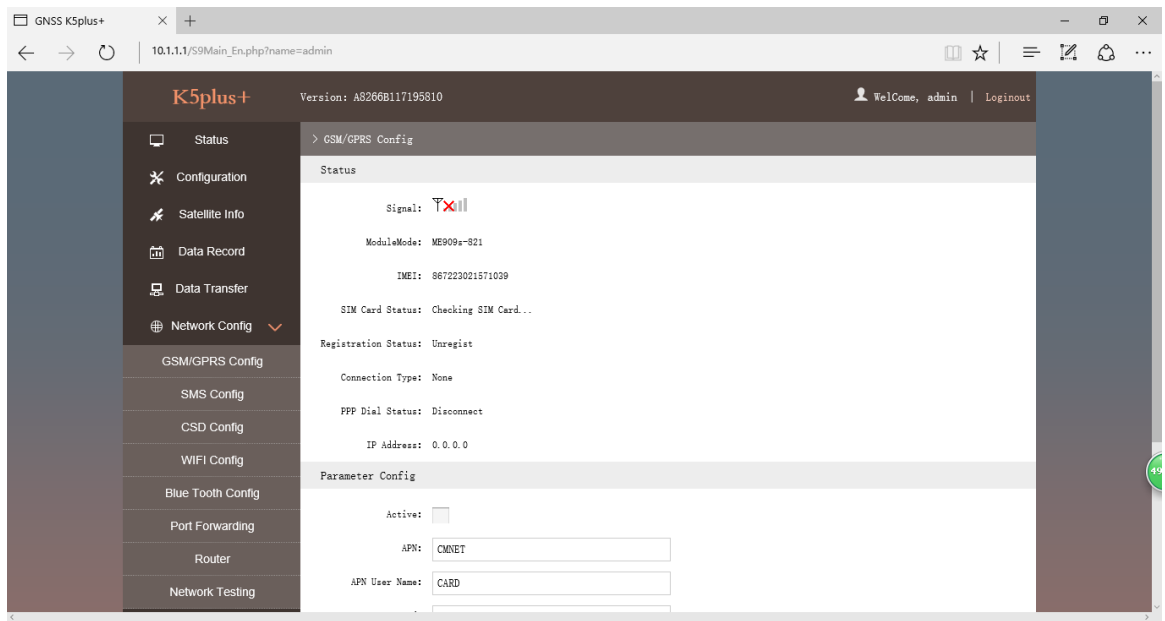 GNSS K5plus+
10.1.1.1/S9Main_En.php?name=admin
K5plus+
Version: A8266B117195810
WelCome, admin | Loginout
Status
Configuration
Satellite Info
Data Record
Data Transfer
Network Config
GSM/GPRS Config
SMS Config
CSD Config
WIFI Config
Blue Tooth Config
Port Forwarding
Router
Network Testing
> GSM/GPRS Config
Status
Signal:
ModuleMode: ME909s-821
IMEI: 867223021571039
SIM Card Status: Checking SIM Card...
Registration Status: Unregist
Connection Type: None
PPP Dial Status: Disconnect
IP Address: 0.0.0.0
Parameter Config
Active:
APN: CMNET
APN User Name: CARD
49